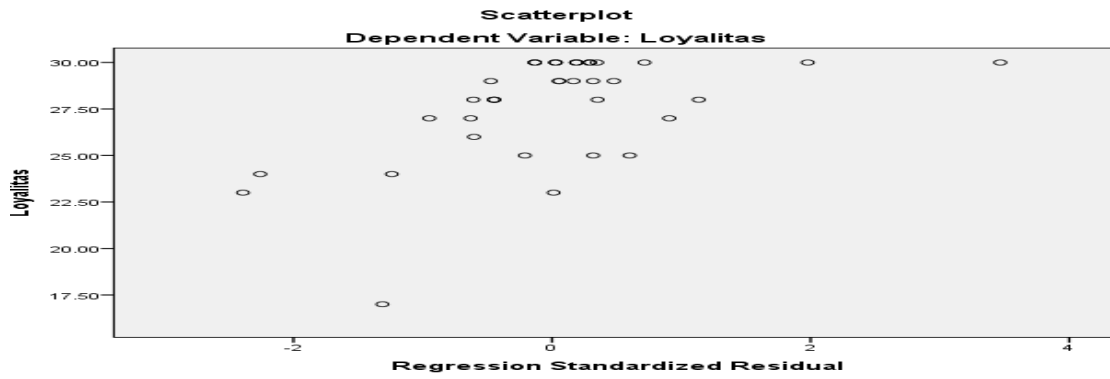 Scatterplot
Dependent Variable: Loyalitas
30.00
27.50
25.00
22.50
20.00
17.50
Loyalitas
-2 0 2 4
Regression Standardized Residual